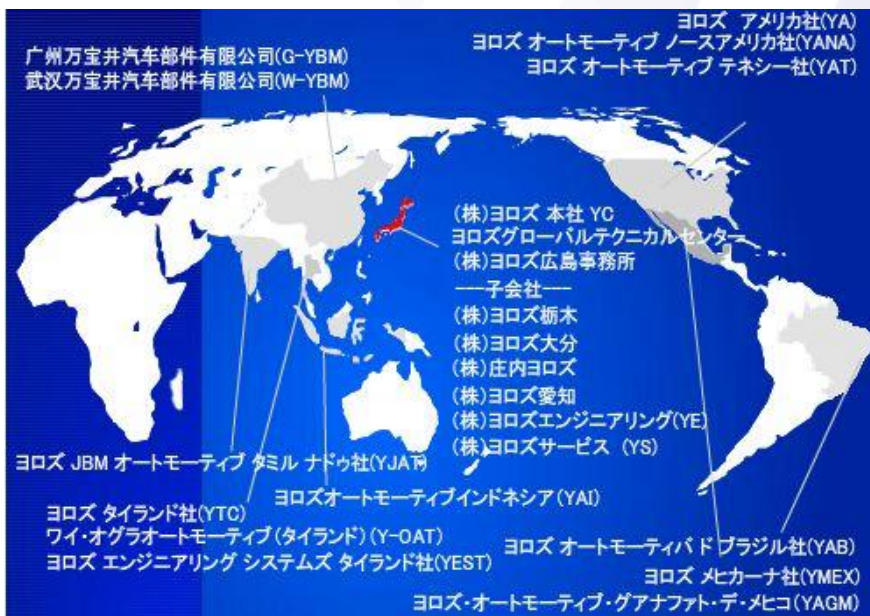 广州万宝井汽车部件有限公司(G-YBM)
武汉万宝井汽车部件有限公司(W-YBM)
ヨロズ アメリカ社(YA)
ヨロズ オートモーティブ ノースアメリカ社(YANA)
ヨロズ オートモーティブ テネシー社(YAT)
(株)ヨロズ 本社 YC
ヨロズグローバルテクニカルセンター
(株)ヨロズ広島事務所
---子会社---
(株)ヨロズ栃木
(株)ヨロズ大分
(株)庄内ヨロズ
(株)ヨロズ愛知
(株)ヨロズエンジニアリング(YE)
(株)ヨロズサービス (YS)
ヨロズ JBM オートモーティブ タミル ナドゥ社(YJAT)
ヨロズオートモーティブインドネシア(YAI)
ヨロズ タイランド社(YTC)
ワイ・オグラオートモーティブ(タイランド)(Y-OAT)
ヨロズ エンジニアリング システムズ タイランド社(YEST)
ヨロズ オートモーティバ ド ブラジル社(YAB)
ヨロズ メヒカーナ社(YMEX)
ヨロズ・オートモーティブ・グアナファト・デ・メヒコ(YAGM)